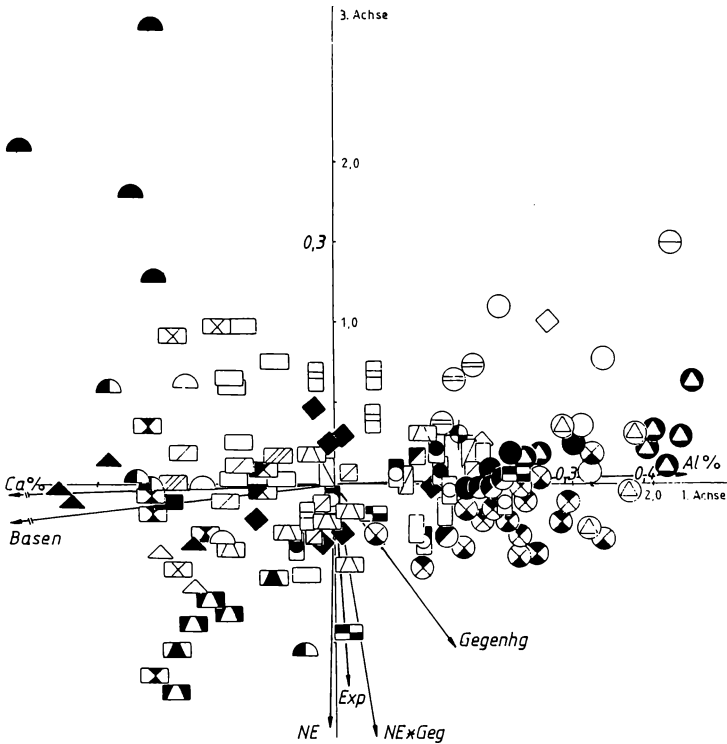 3. Achse
2,0
0,3
1,0
Ca%
Al%
0,3
0,4
2,0
1. Achse
Basen
Gegenhg
Exp
NE
NE*Geg